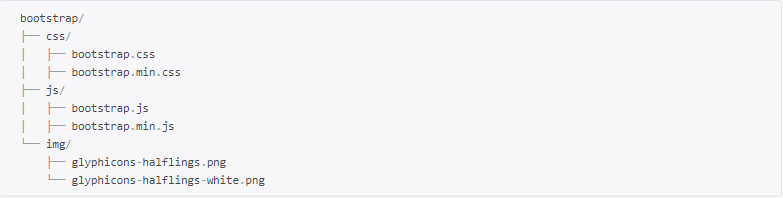 bootstrap/
├── css/
│   ├── bootstrap.css
│   ├── bootstrap.min.css
├── js/
│   ├── bootstrap.js
│   ├── bootstrap.min.js
└── img/
    ├── glyphicons-halflings.png
    └── glyphicons-halflings-white.png